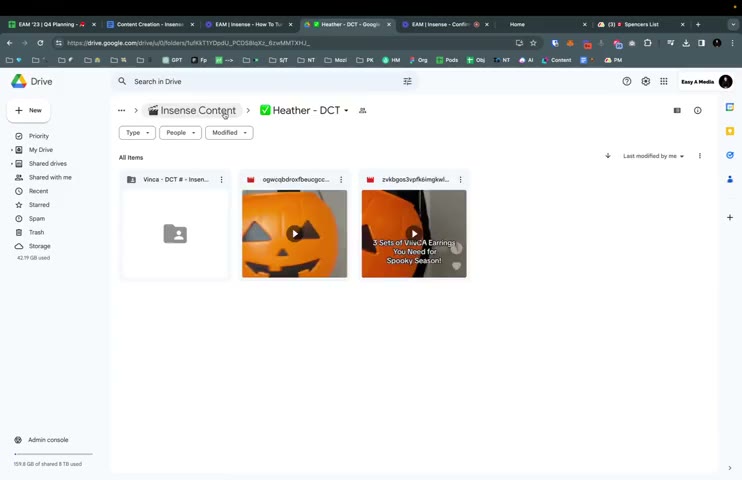 EAM '23 | Q4 Planning -
Content Creation - Insense
EAM | Insense - How To Tu
Heather - DCT - Google
EAM | Insense - Confir
Home
Spencers List
https://drive.google.com/drive/u/0/folders/
GPT
Fp
-->
S/T
NT
Mozi
PK
HM
Org
Pods
Obj
NT
AI
Content
PM
Drive
Search in Drive
Easy A Media
New
Insense Content
Heather - DCT
Type
People
Modified
Priority
My Drive
Shared drives
Shared with me
Recent
Starred
Spam
Trash
Storage
42.19 GB used
All items
Last modified by me
Vinca - DCT # - Insen...
ogwcqbdroxfbeucgcc...
zvkbgos3vpfk6imgkwl...
3 Sets of ViNCA Earrings
You Need for
Spooky Season!
Admin console
159.8 GB of shared 8 TB used